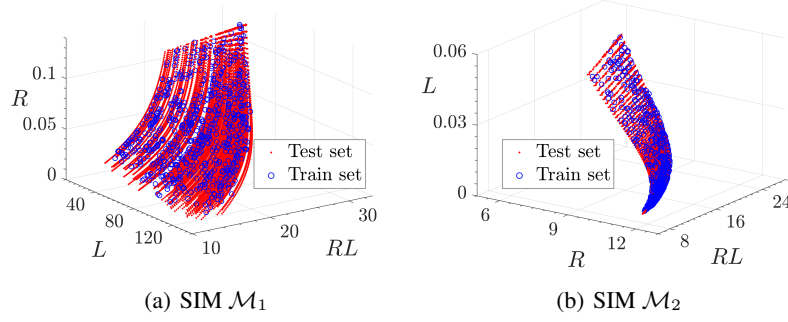 0.1
R
0.05
0
40
80
120
L
10
20
30
RL
Test set
Train set
(a) SIM M₁
0.06
L
0.03
0
6
9
12
R
8
16
24
RL
Test set
Train set
(b) SIM M₂